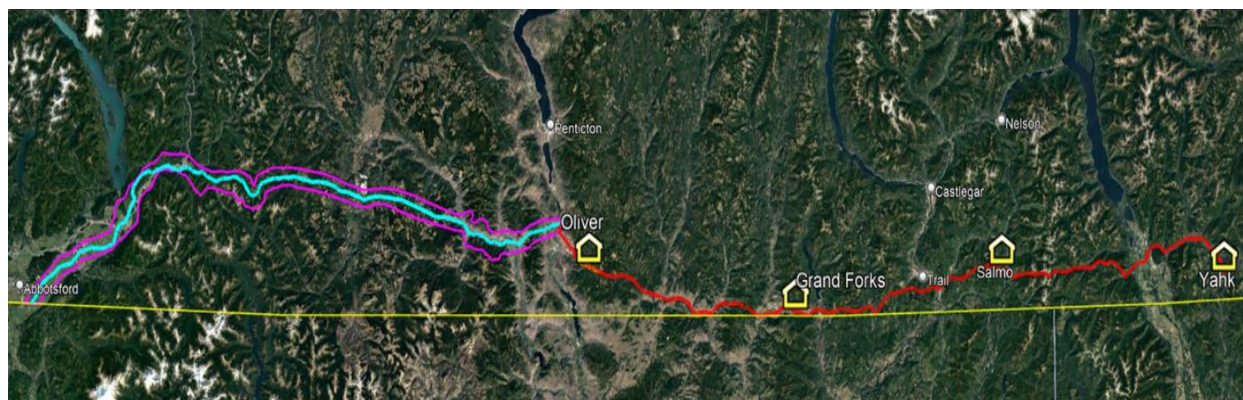 Penticton
Nelson
Castlegar
Oliver
Salmo
Grand Forks
Trail
Yahk
Abbotsford